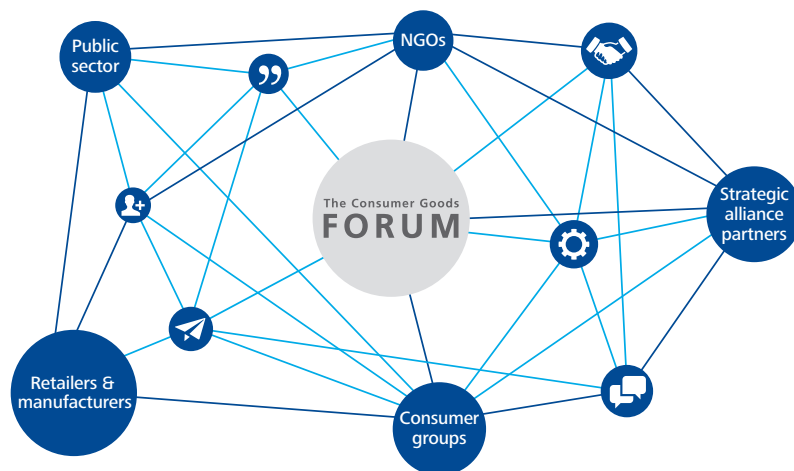 Public
sector
NGOs
The Consumer Goods
FORUM
Strategic
alliance
partners
Retailers &
manufacturers
Consumer
groups